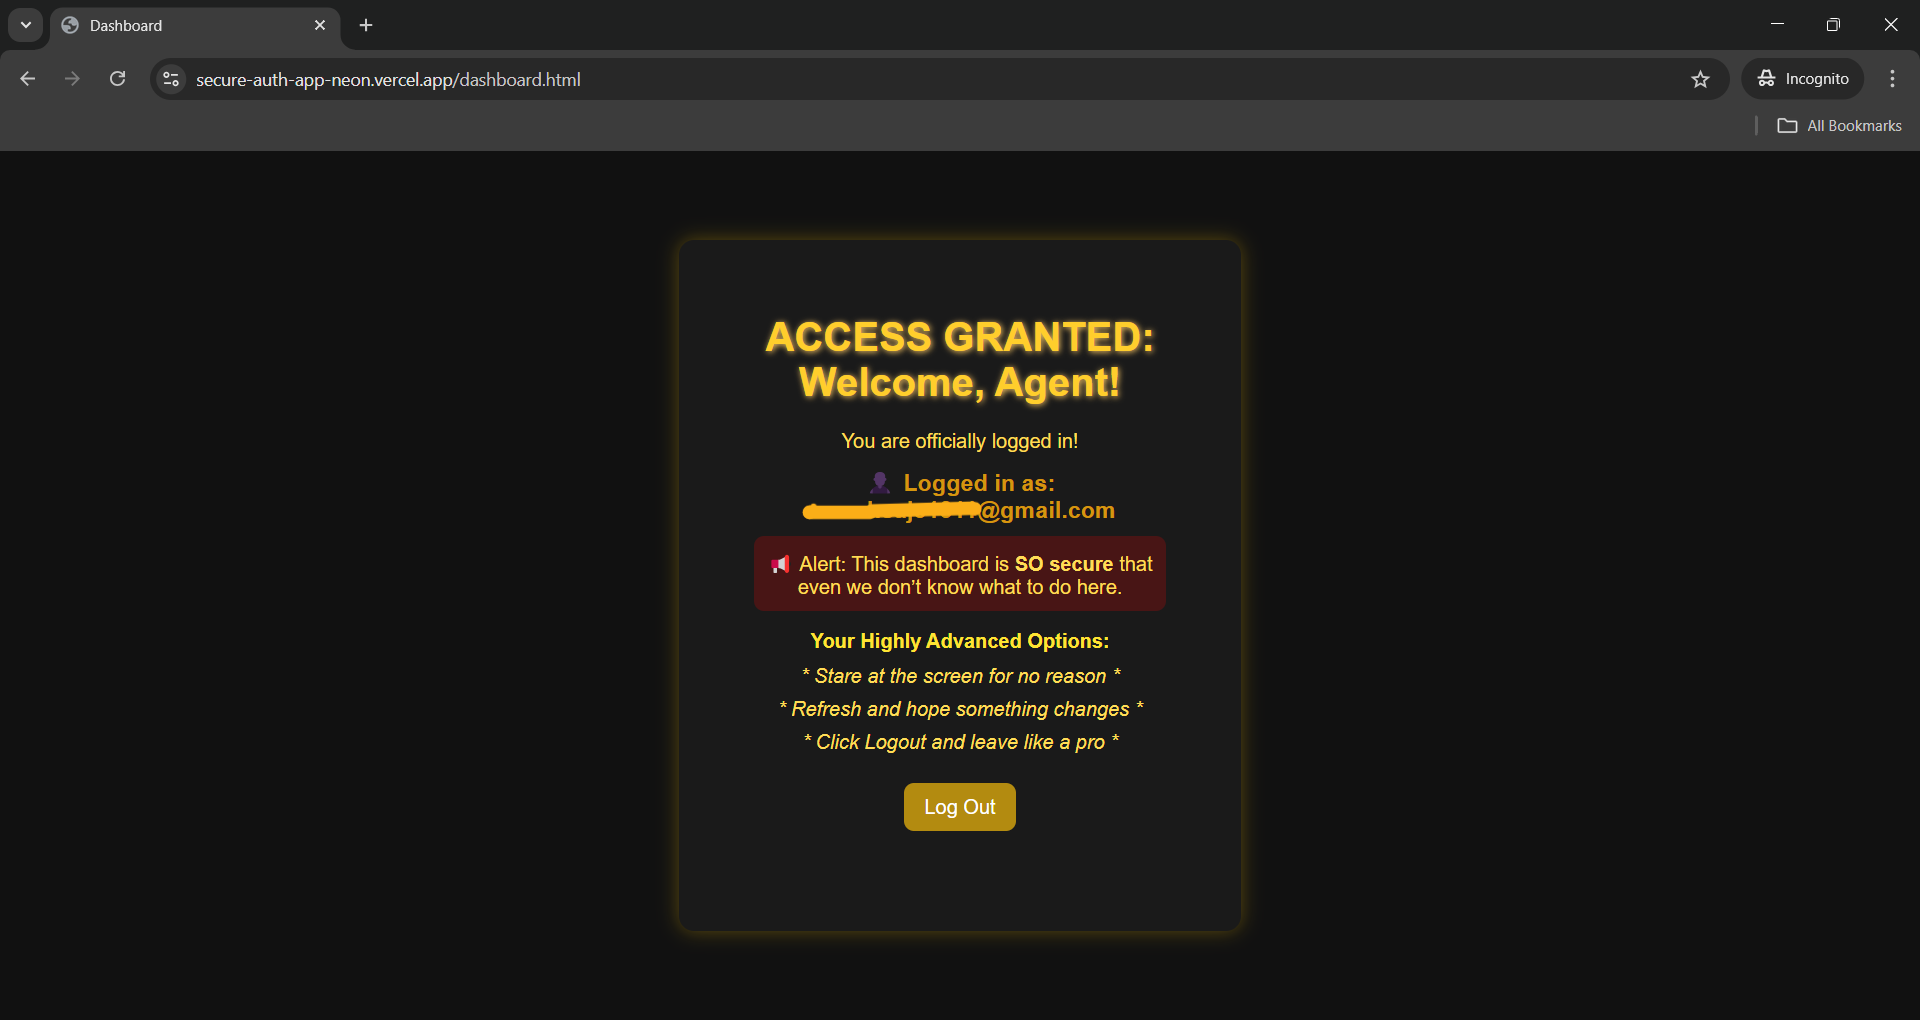 Dashboard
secure-auth-app-neon.vercel.app/dashboard.html
Incognito
All Bookmarks
ACCESS GRANTED:
Welcome, Agent!
You are officially logged in!
Logged in as:
@gmail.com
Alert: This dashboard is SO secure that
even we don’t know what to do here.
Your Highly Advanced Options:
* Stare at the screen for no reason *
* Refresh and hope something changes *
* Click Logout and leave like a pro *
Log Out